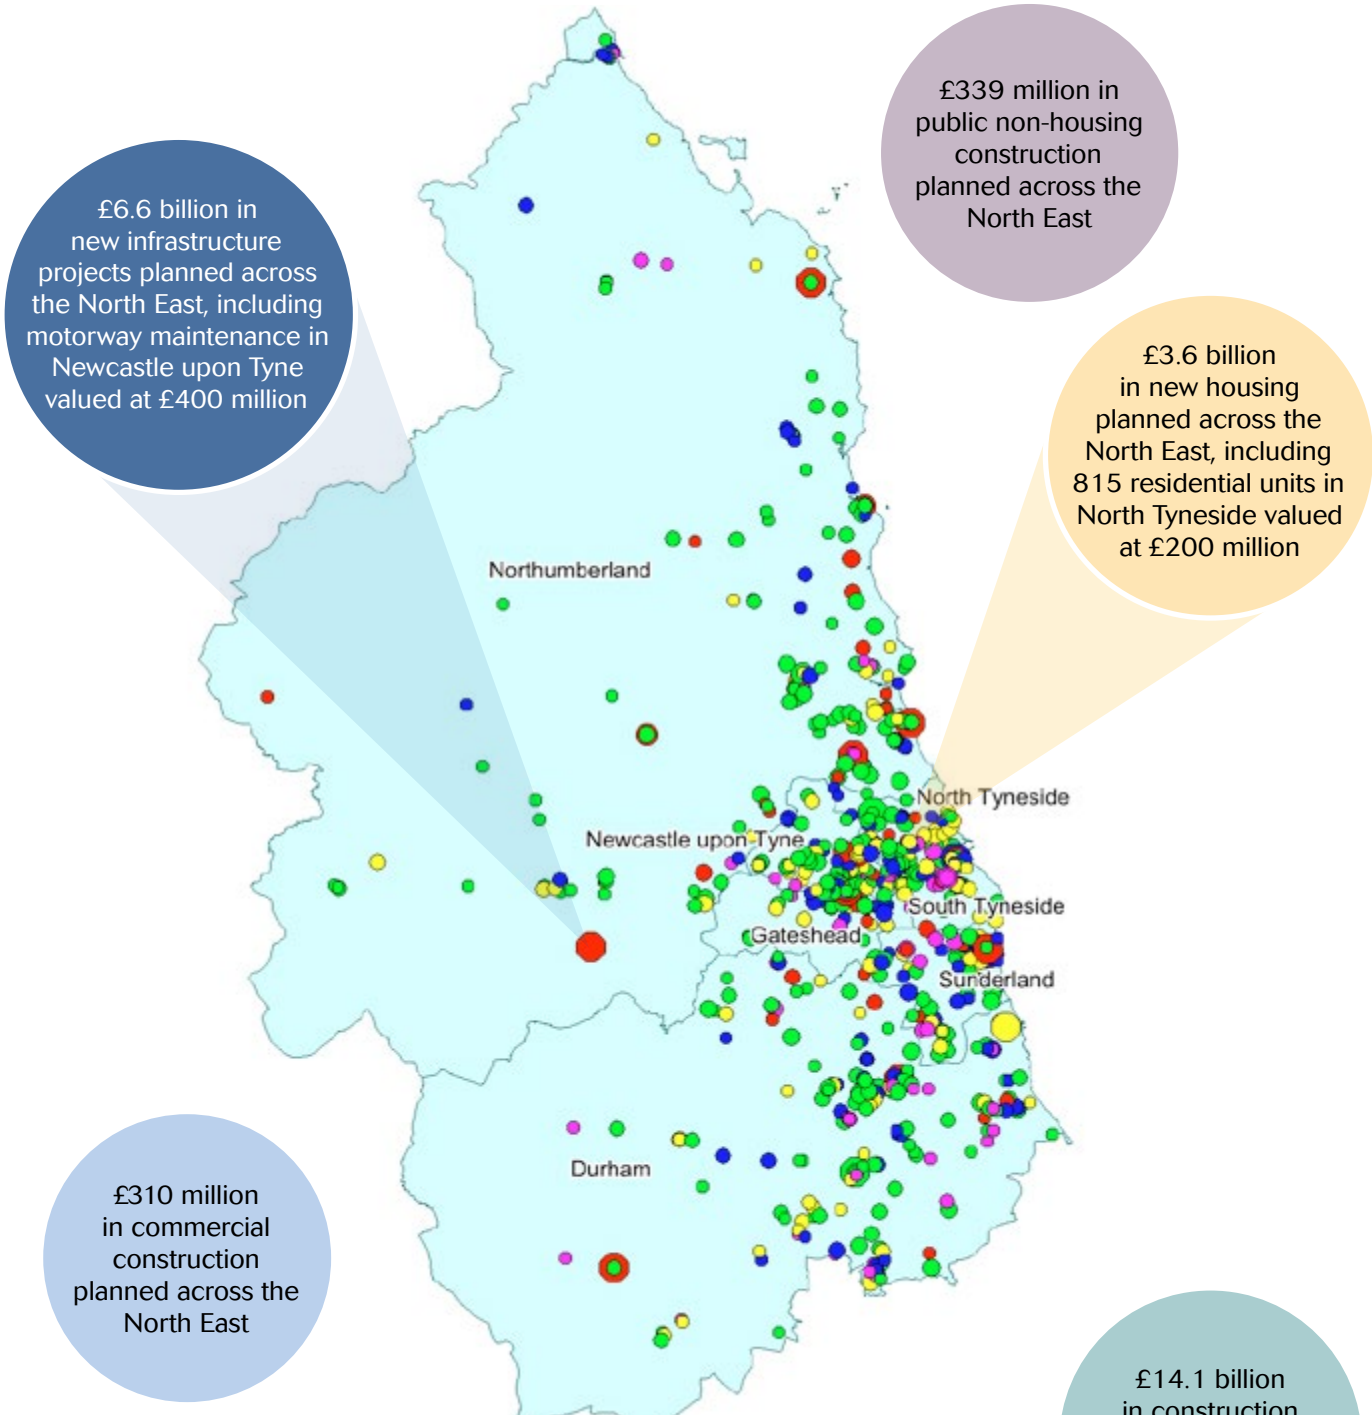 £339 million in
public non-housing
construction
planned across the
North East
£6.6 billion in
new infrastructure
projects planned across
the North East, including
motorway maintenance in
Newcastle upon Tyne
valued at £400 million
£3.6 billion
in new housing
planned across the
North East, including
815 residential units in
North Tyneside valued
at £200 million
Northumberland
North Tyneside
Newcastle upon Tyne
South Tyneside
Gateshead
Sunderland
Durham
£310 million
in commercial
construction
planned across the
North East
£14.1 billion
in construction